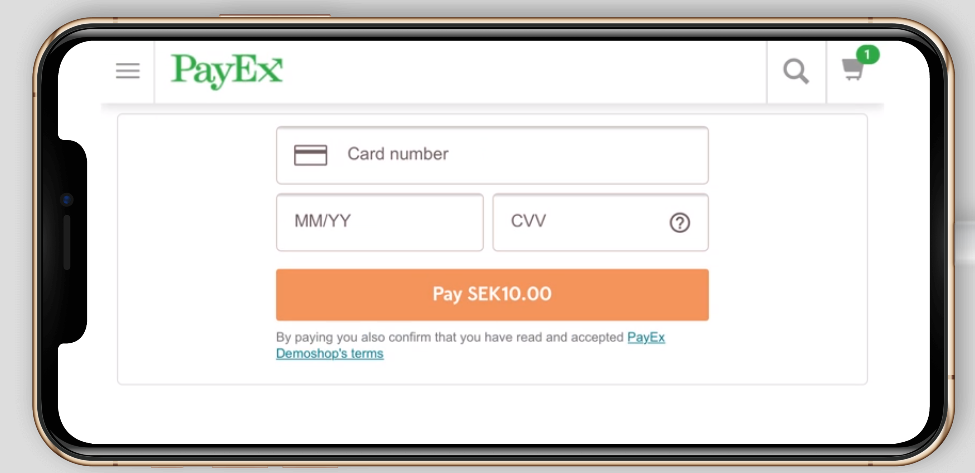 PayEx
1
Card number
MM/YY
CVV
?
Pay SEK10.00
By paying you also confirm that you have read and accepted PayEx
Demoshop's terms